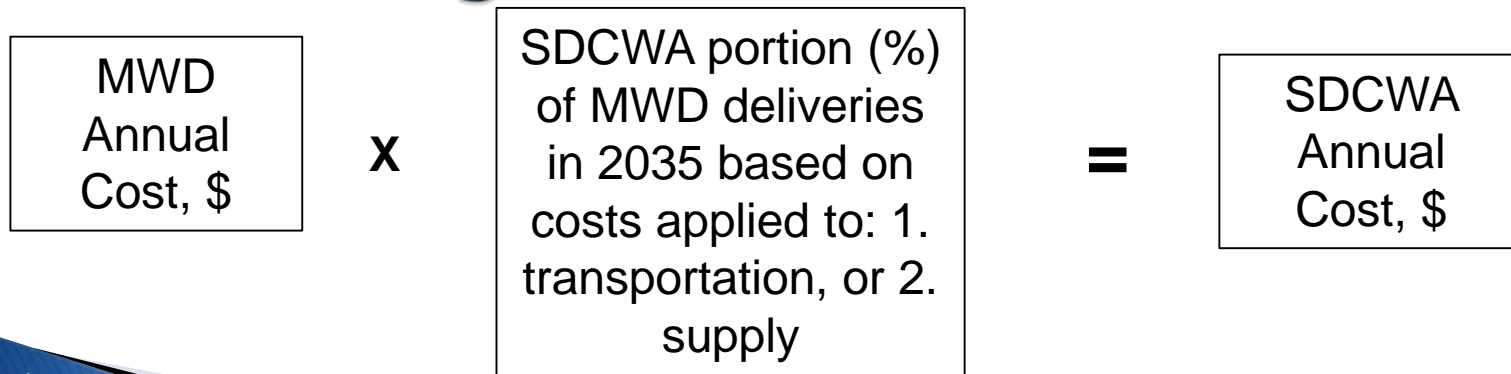 MWD
Annual
Cost, $
x
SDCWA portion (%)
of MWD deliveries
in 2035 based on
costs applied to: 1.
transportation, or 2.
supply
=
SDCWA
Annual
Cost, $